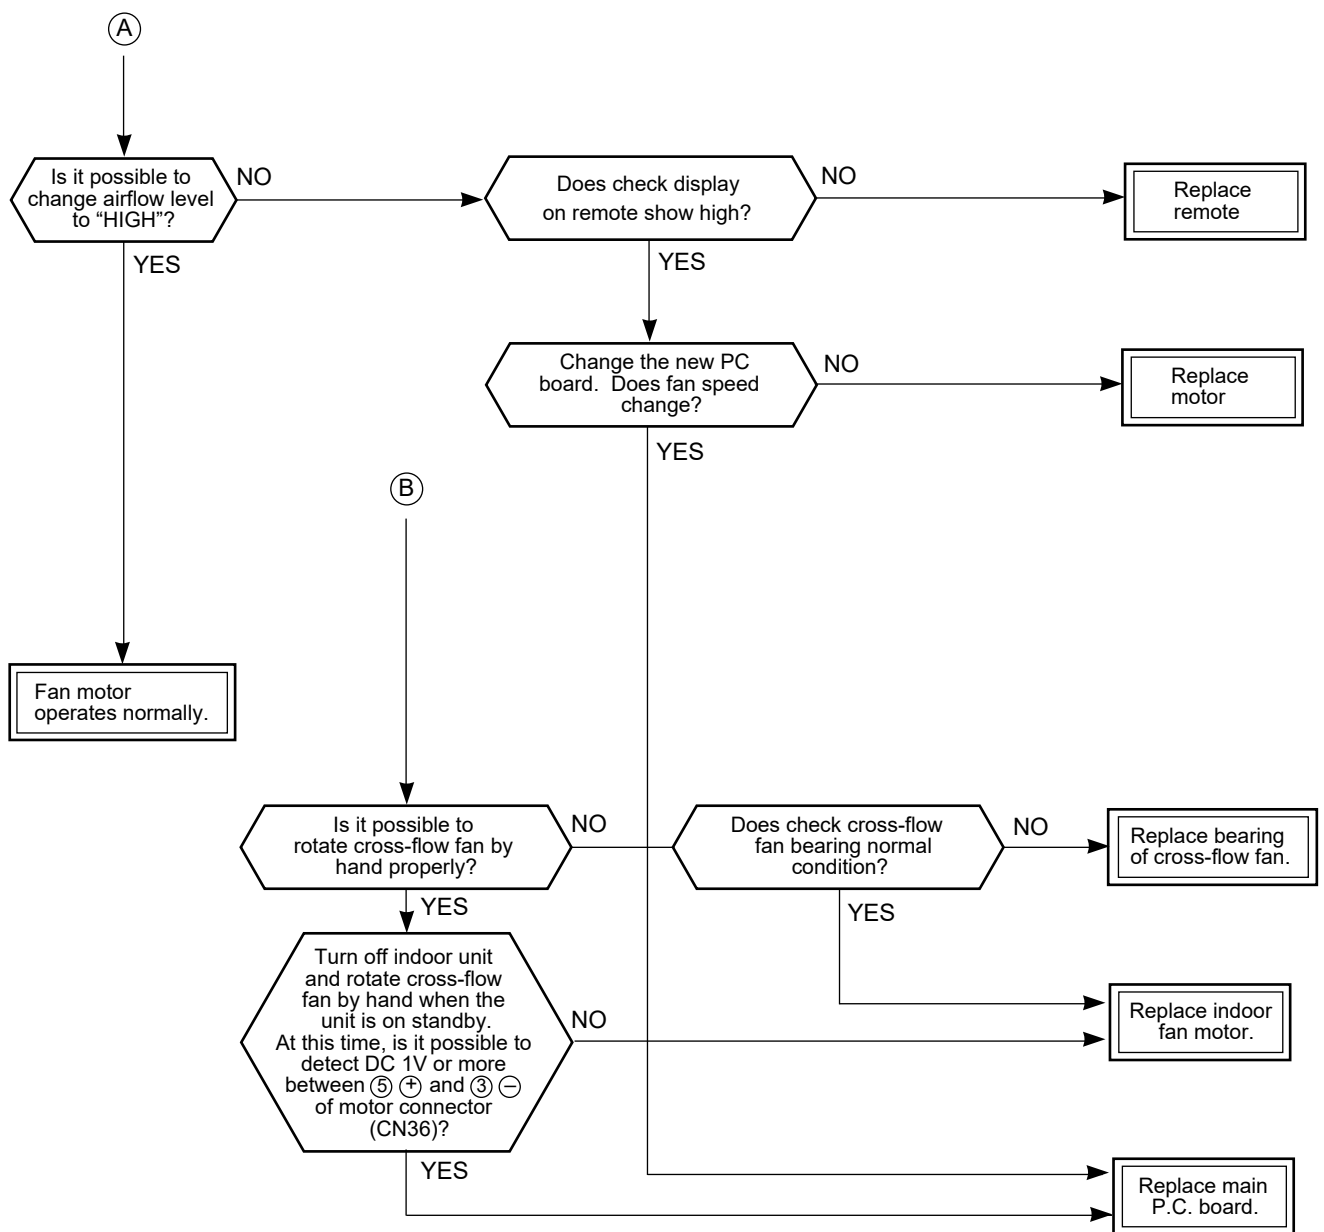 A
Is it possible to
change airflow level
to “HIGH”?
NO
Does check display
on remote show high?
NO
Replace
remote
YES
YES
Change the new PC
board.  Does fan speed
change?
NO
Replace
motor
YES
B
Fan motor
operates normally.
Is it possible to
rotate cross-flow fan by
hand properly?
NO
Does check cross-flow
fan bearing normal
condition?
NO
Replace bearing
of cross-flow fan.
YES
YES
Turn off indoor unit
and rotate cross-flow
fan by hand when the
unit is on standby.
At this time, is it possible to
detect DC 1V or more
between ⑤ ⊕ and ③ ⊖
of motor connector
(CN36)?
NO
Replace indoor
fan motor.
YES
Replace main
P.C. board.